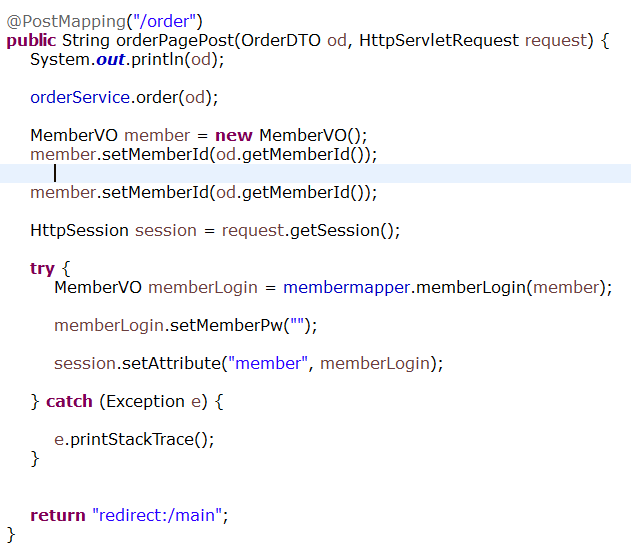 @PostMapping("/order")
public String orderPagePost(OrderDTO od, HttpServletRequest request) {
System.out.println(od);
orderService.order(od);
MemberVO member = new MemberVO();
member.setMemberId(od.getMemberId());
member.setMemberId(od.getMemberId());
HttpSession session = request.getSession();
try {
MemberVO memberLogin = membermapper.memberLogin(member);
memberLogin.setMemberPw("");
session.setAttribute("member", memberLogin);
} catch (Exception e) {
e.printStackTrace();
}
return "redirect:/main";
}